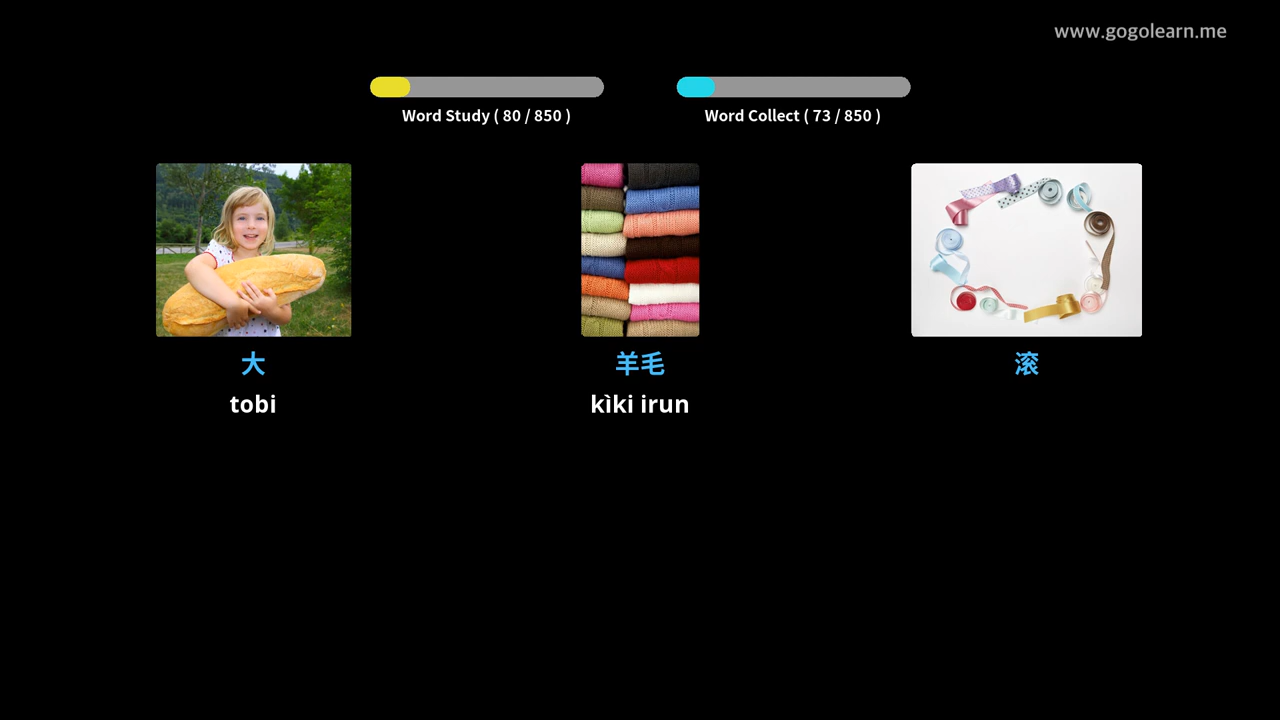 www.gogolearn.me
Word Study ( 80 / 850 )
Word Collect ( 73 / 850 )
大
羊毛
滚
tobi
kìki irun